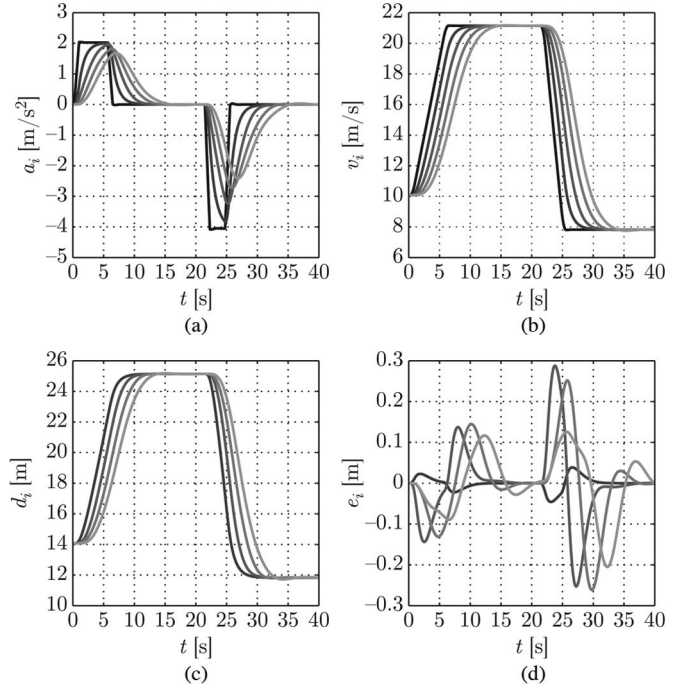 3
2
1
0
−1
−2
−3
−4
−5
a_i [m/s²]
0 5 10 15 20 25 30 35 40
t [s]
(a)
22
20
18
16
14
12
10
8
6
v_i [m/s]
0 5 10 15 20 25 30 35 40
t [s]
(b)
26
24
22
20
18
16
14
12
10
d_i [m]
0 5 10 15 20 25 30 35 40
t [s]
(c)
0.3
0.2
0.1
0
−0.1
−0.2
−0.3
e_i [m]
0 5 10 15 20 25 30 35 40
t [s]
(d)